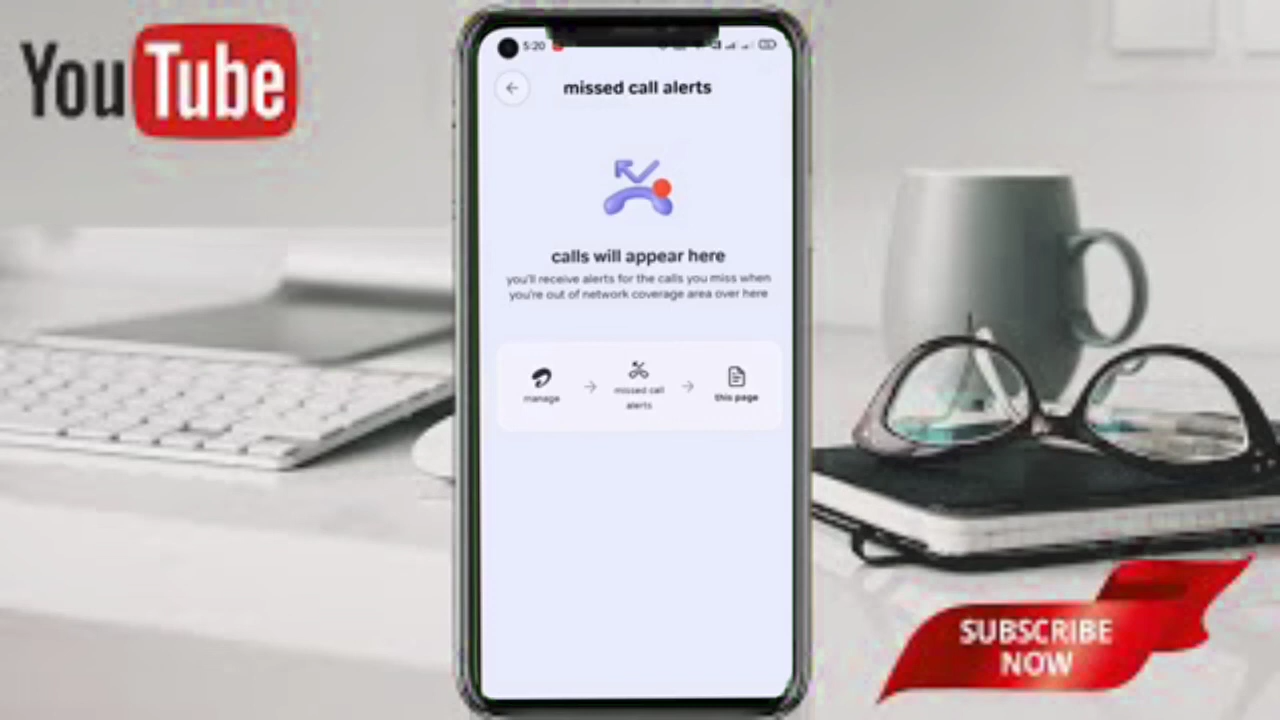 YouTube
5:20
missed call alerts
calls will appear here
you'll receive alerts for the calls you miss when
you're out of network coverage area over here
manage
missed call
alerts
this page
SUBSCRIBE
NOW